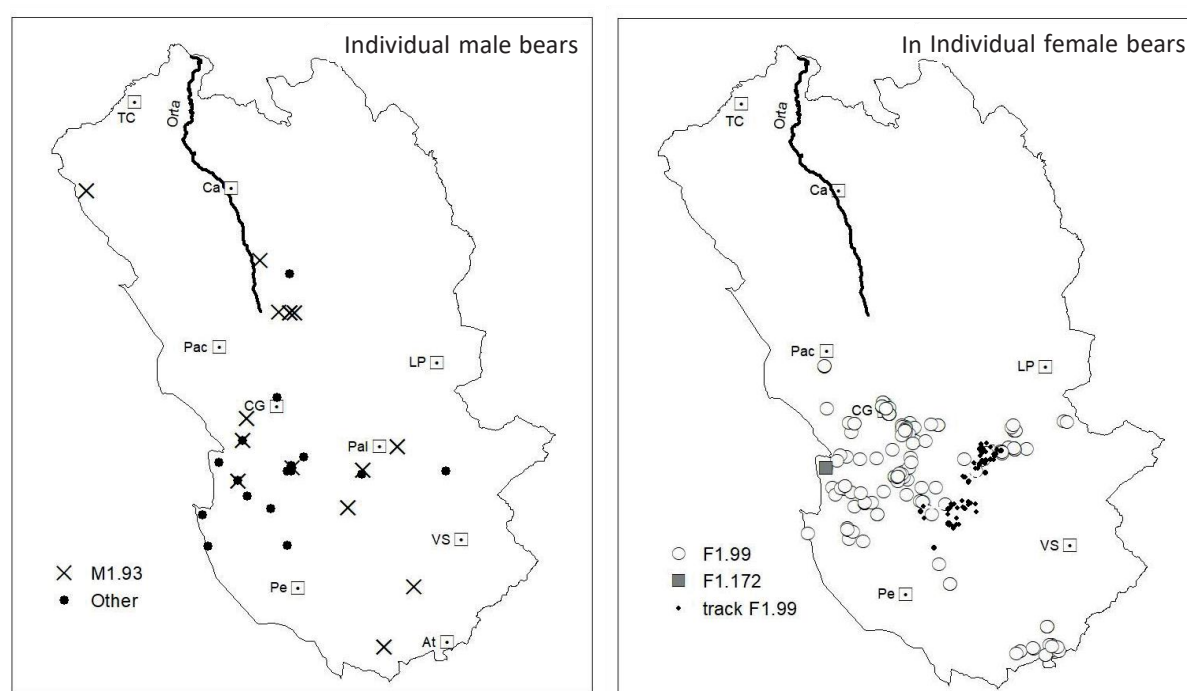 Individual male bears
TC
Orta
Ca
Pac
LP
CG
Pal
VS
M1.93
Pe
Other
At
In Individual female bears
TC
Orta
Ca
Pac
LP
CG
VS
F1.99
F1.172
Pe
track F1.99